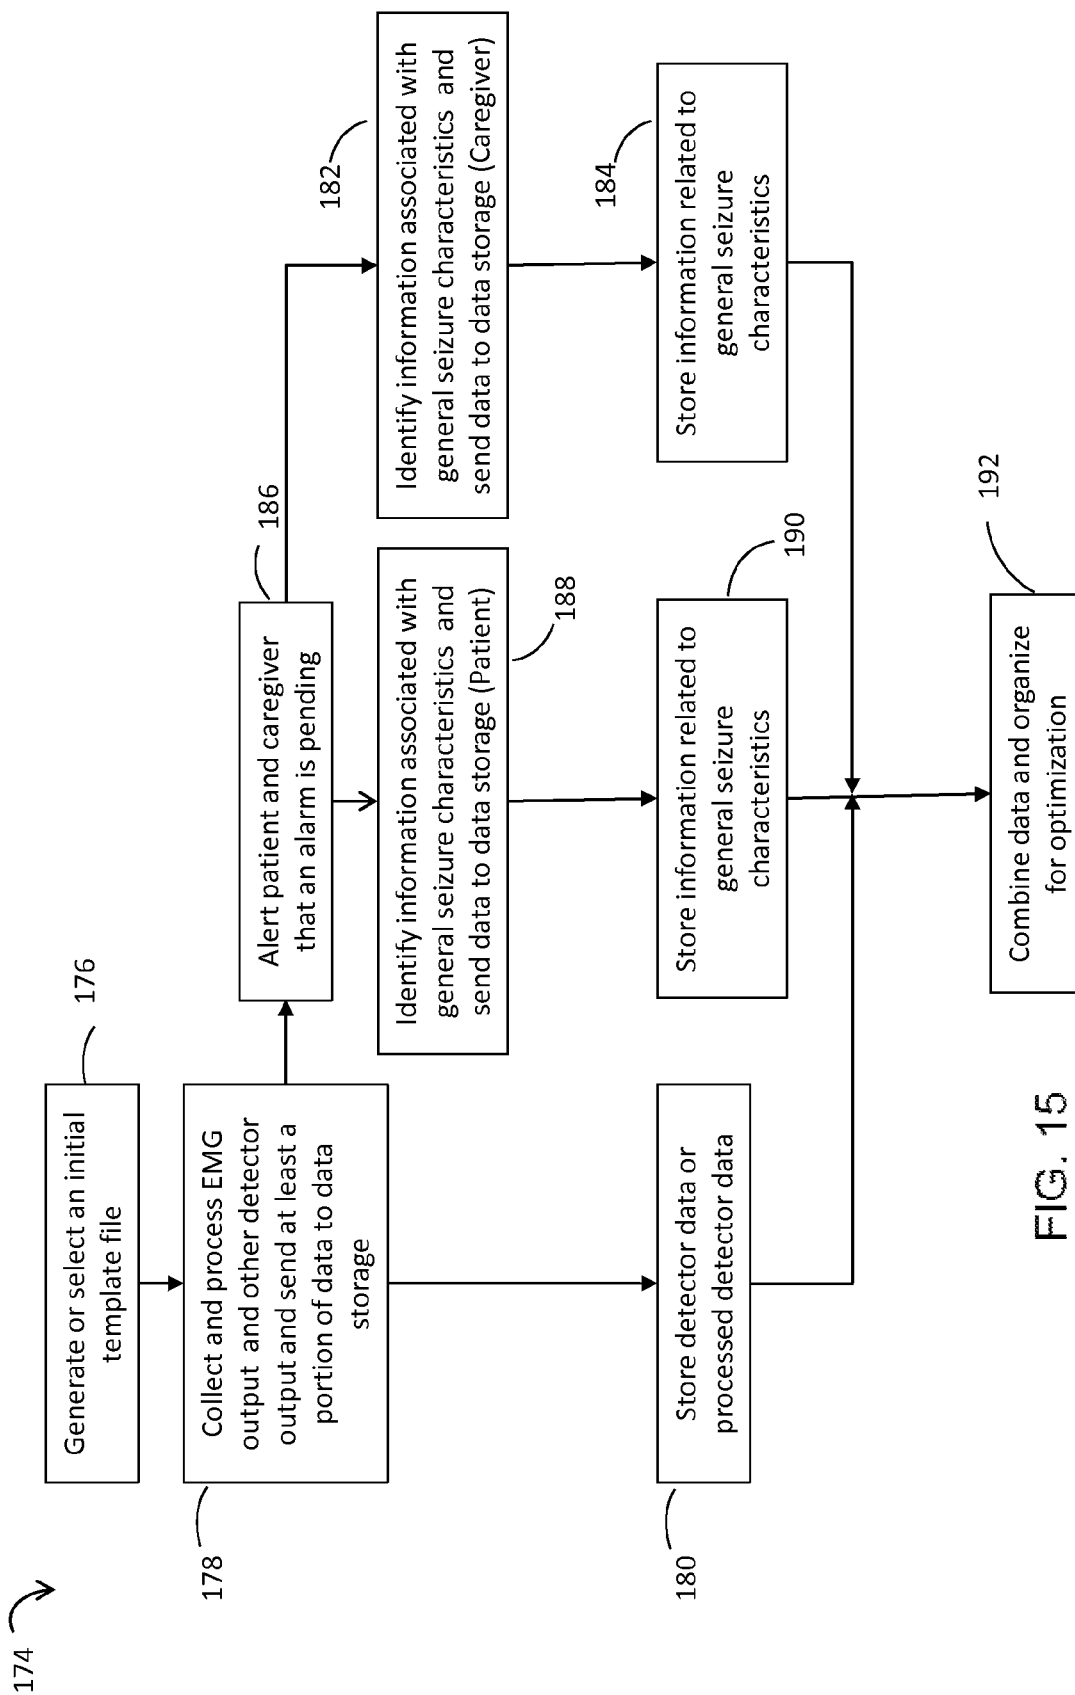 174
176
Generate or select an initial
template file
178
Collect and process EMG
output and other detector
output and send at least a
portion of data to data
storage
186
Alert patient and caregiver
that an alarm is pending
182
Identify information associated with
general seizure characteristics and
send data to data storage (Caregiver)
188
Identify information associated with
general seizure characteristics and
send data to data storage (Patient)
180
Store detector data or
processed detector data
190
Store information related to
general seizure
characteristics
184
Store information related to
general seizure
characteristics
192
Combine data and organize
for optimization
FIG. 15